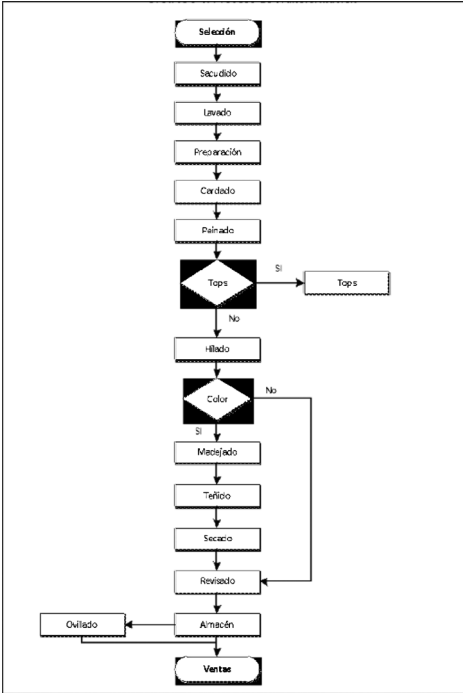 Selección
Sacudido
Lavado
Preparación
Cardado
Peinado
Tops
SI
Tops
No
Hilado
Color
No
SI
Madejado
Teñido
Secado
Revisado
Ovillado
Almacén
Ventas